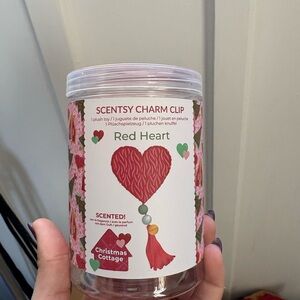 SCENTSY CHARM CLIP
1 plush toy / 1 juguete de peluche / 1 jouet en peluche
1 Plüschspielzeug / 1 pluchen knuffel
Red Heart
SCENTED!
Christmas
Cottage